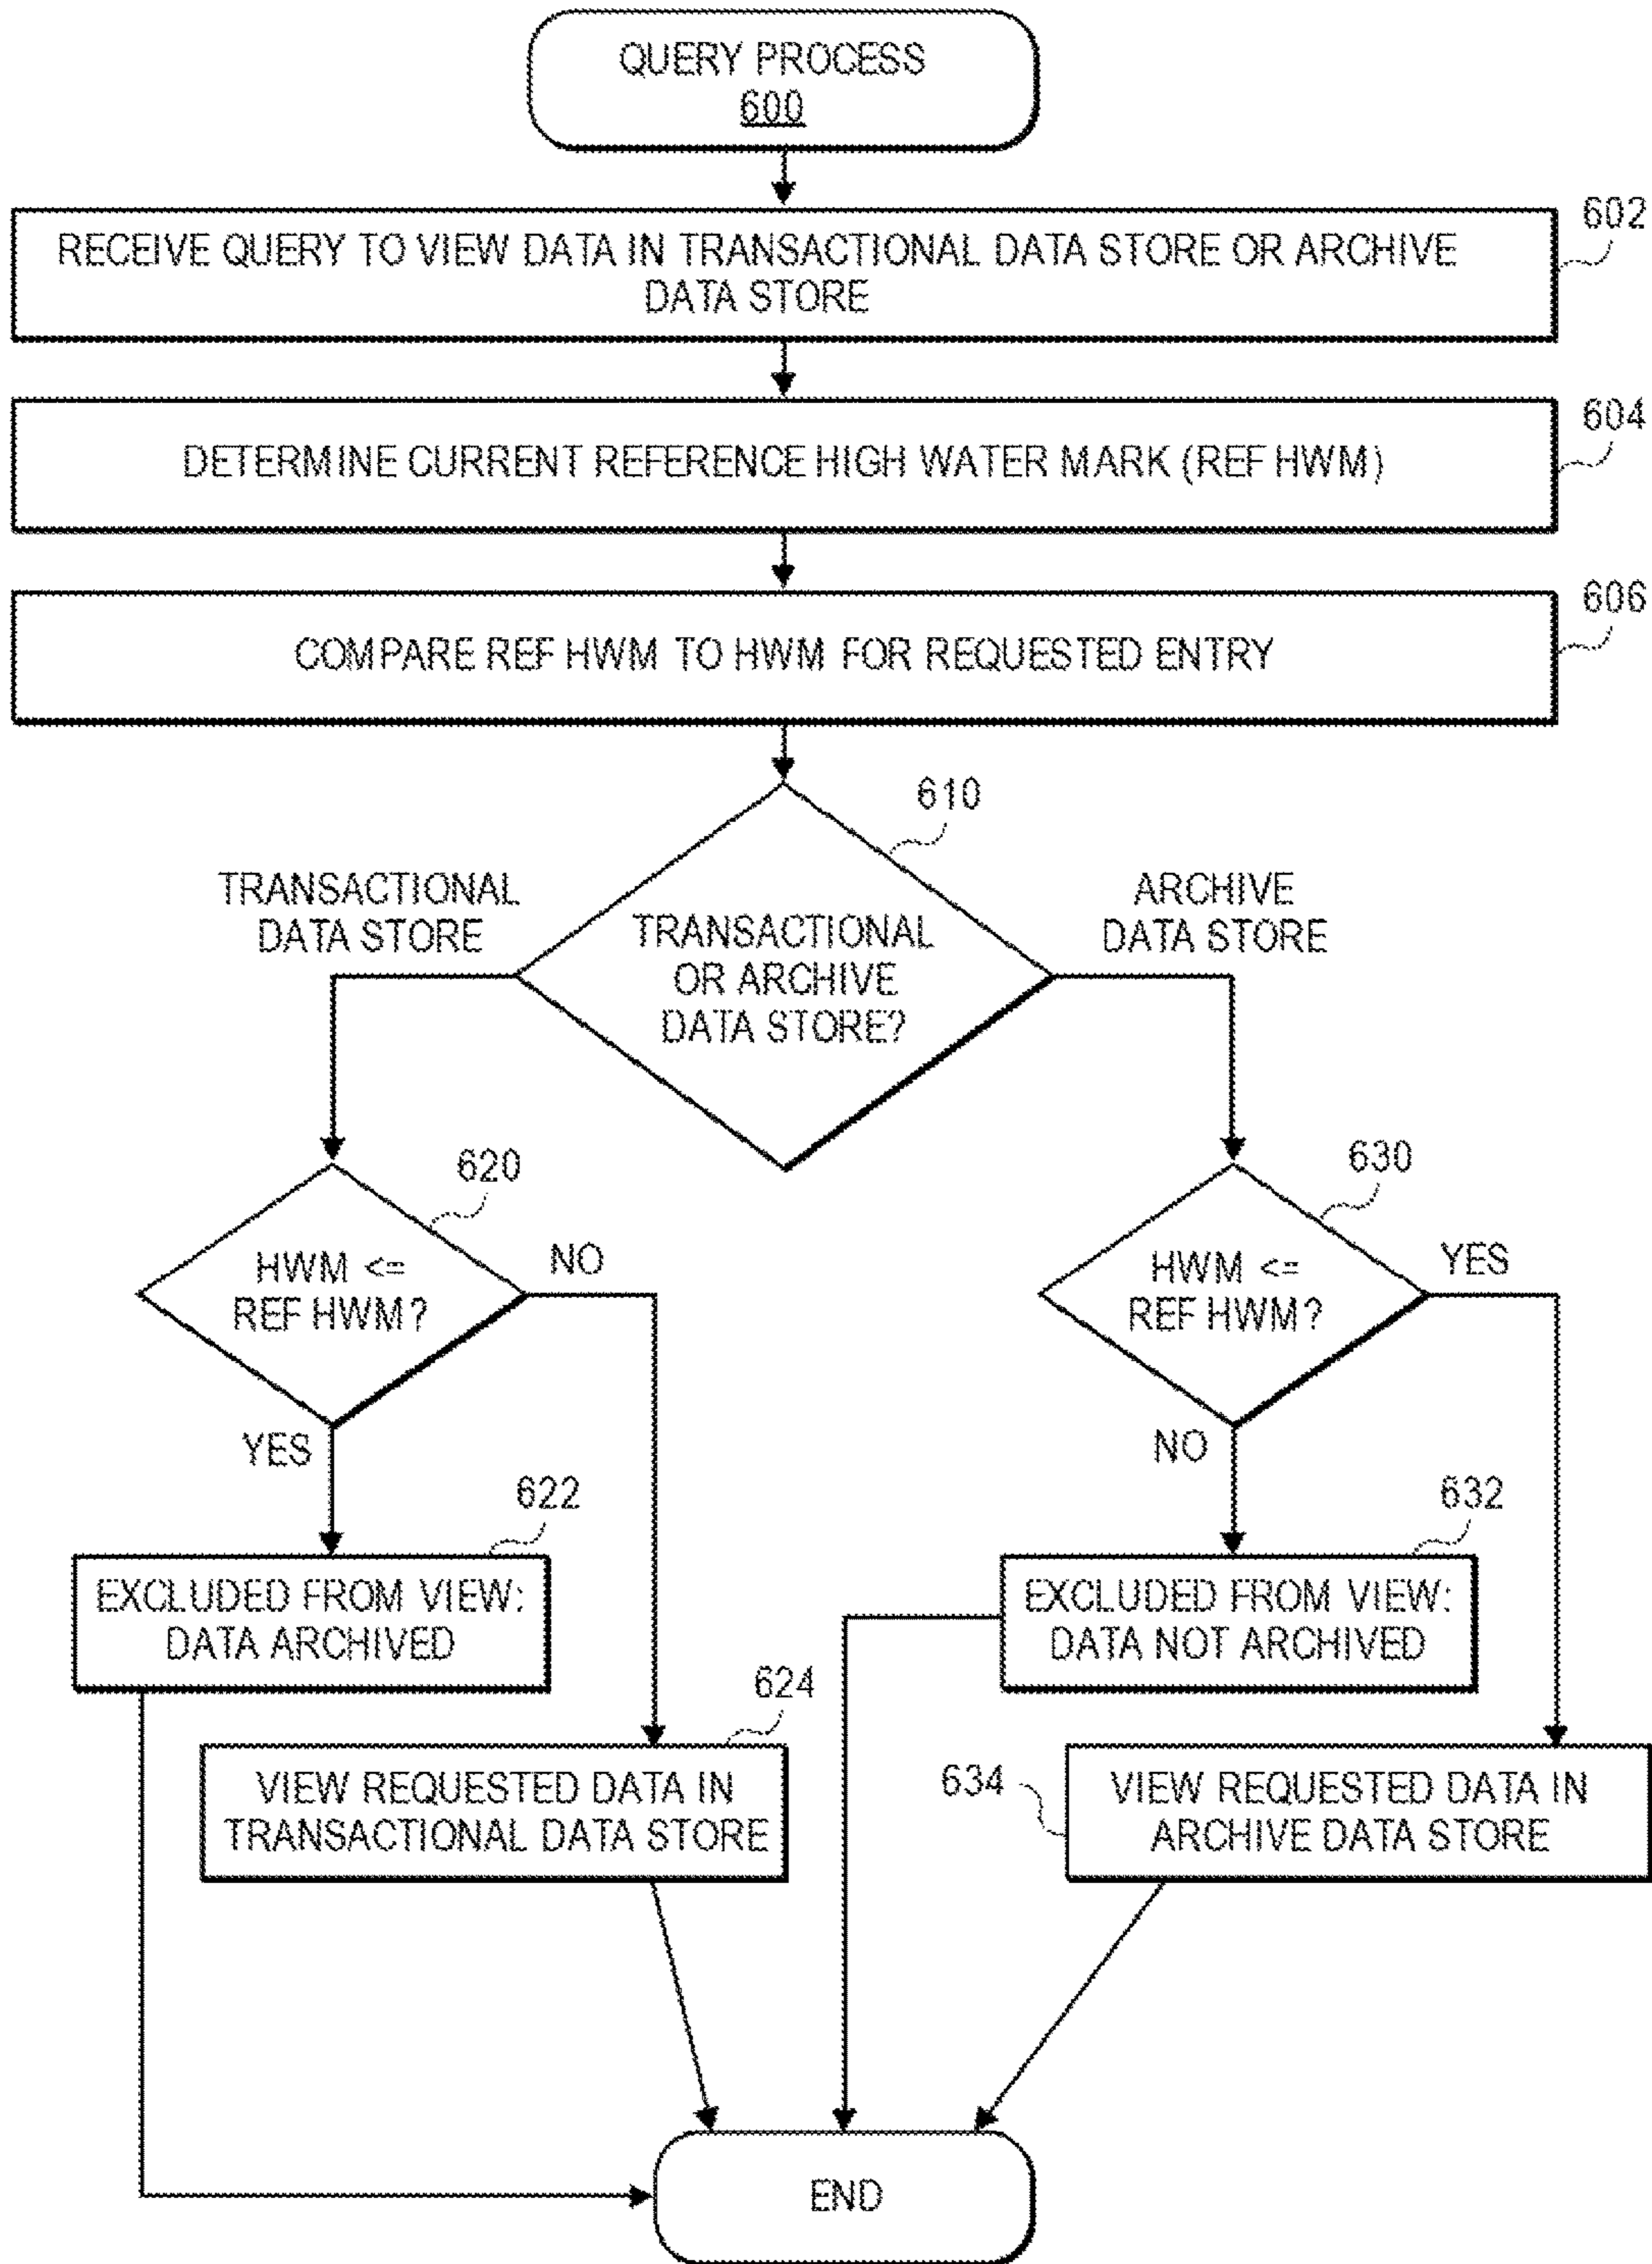 QUERY PROCESS
600
602
RECEIVE QUERY TO VIEW DATA IN TRANSACTIONAL DATA STORE OR ARCHIVE
DATA STORE
604
DETERMINE CURRENT REFERENCE HIGH WATER MARK (REF HWM)
606
COMPARE REF HWM TO HWM FOR REQUESTED ENTRY
610
TRANSACTIONAL
DATA STORE
TRANSACTIONAL
OR ARCHIVE
DATA STORE?
ARCHIVE
DATA STORE
620
HWM <=
REF HWM?
NO
YES
630
HWM <=
REF HWM?
YES
NO
622
EXCLUDED FROM VIEW:
DATA ARCHIVED
632
EXCLUDED FROM VIEW:
DATA NOT ARCHIVED
624
VIEW REQUESTED DATA IN
TRANSACTIONAL DATA STORE
634
VIEW REQUESTED DATA IN
ARCHIVE DATA STORE
END